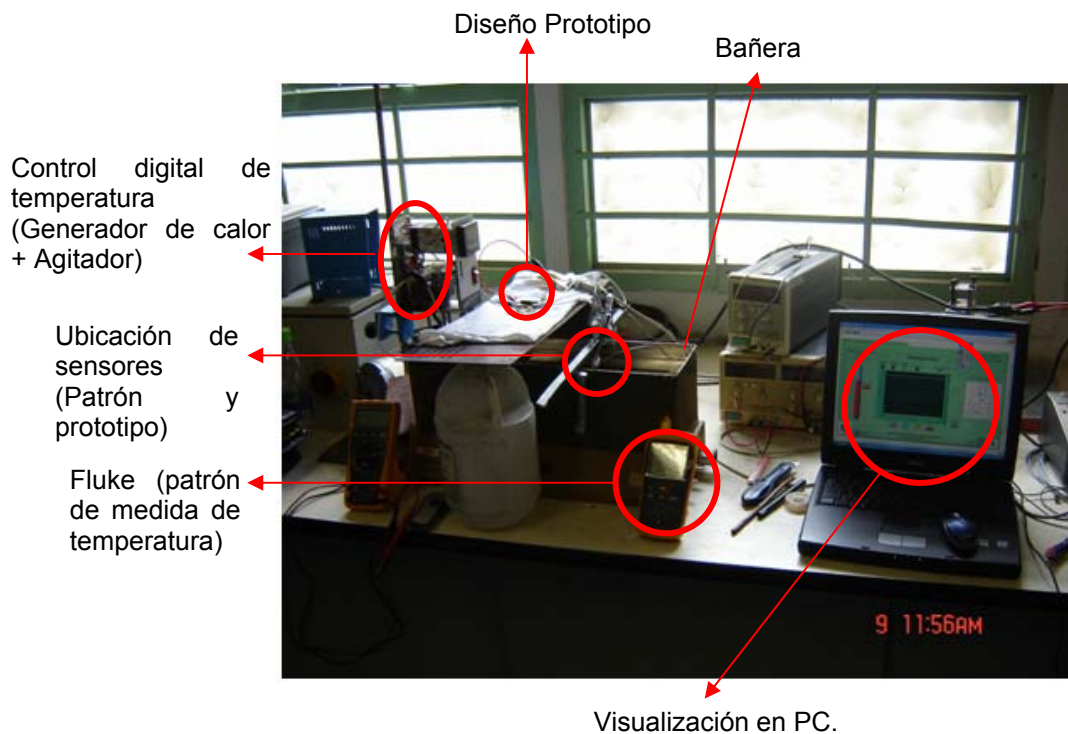 Diseño Prototipo
Bañera
Control digital de
temperatura
(Generador de calor
+ Agitador)
Ubicación de
sensores
(Patrón y
prototipo)
Fluke (patrón
de medida de
temperatura)
9 11:56AM
Visualización en PC.